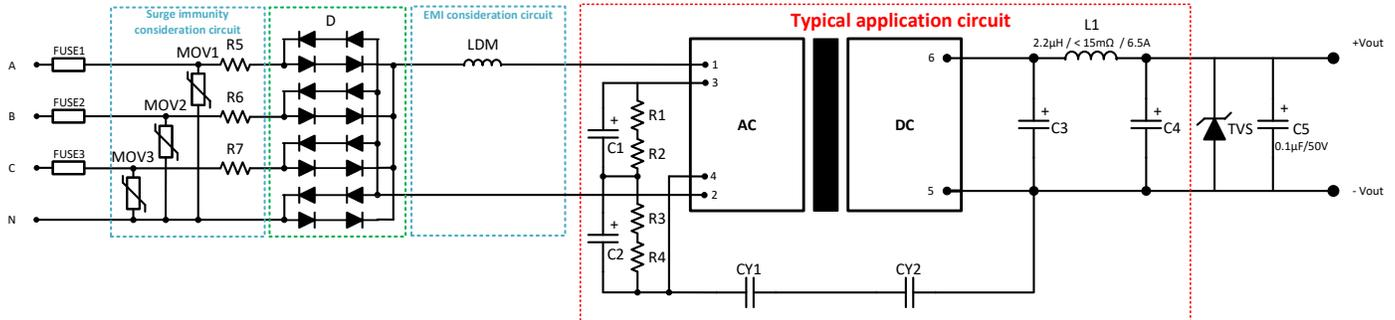 Surge immunity
consideration circuit
D
EMI consideration circuit
Typical application circuit
L1
2.2µH / < 15mΩ / 6.5A
FUSE1
MOV1
R5
LDM
A
1
6
+Vout
3
FUSE2
MOV2
R6
R1
B
C1
AC
DC
C3
C4
TVS
C5
0.1µF/50V
FUSE3
MOV3
R7
R2
C
4
2
5
- Vout
N
R3
C2
R4
CY1
CY2
+
+
+
+
+